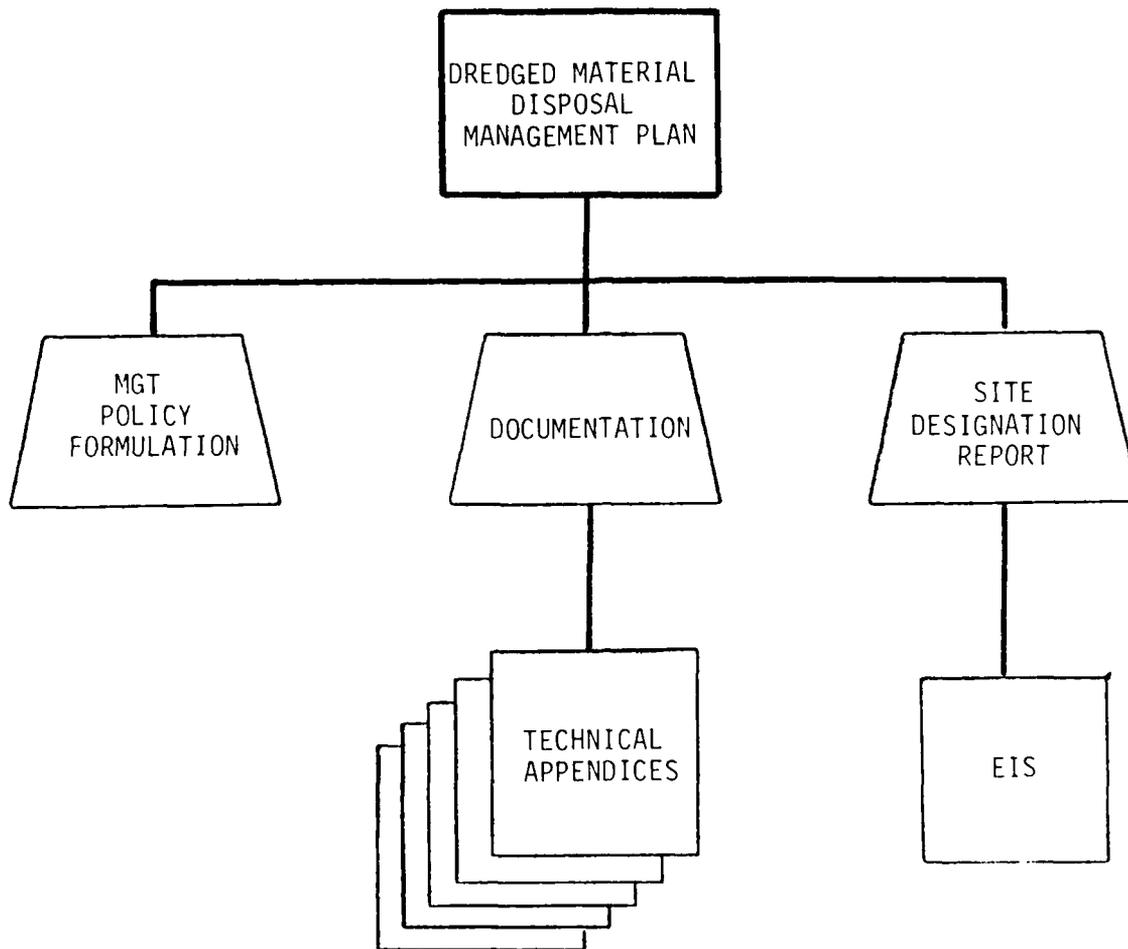 DREDGED MATERIAL
DISPOSAL
MANAGEMENT PLAN
MGT
POLICY
FORMULATION
DOCUMENTATION
SITE
DESIGNATION
REPORT
TECHNICAL
APPENDICES
EIS